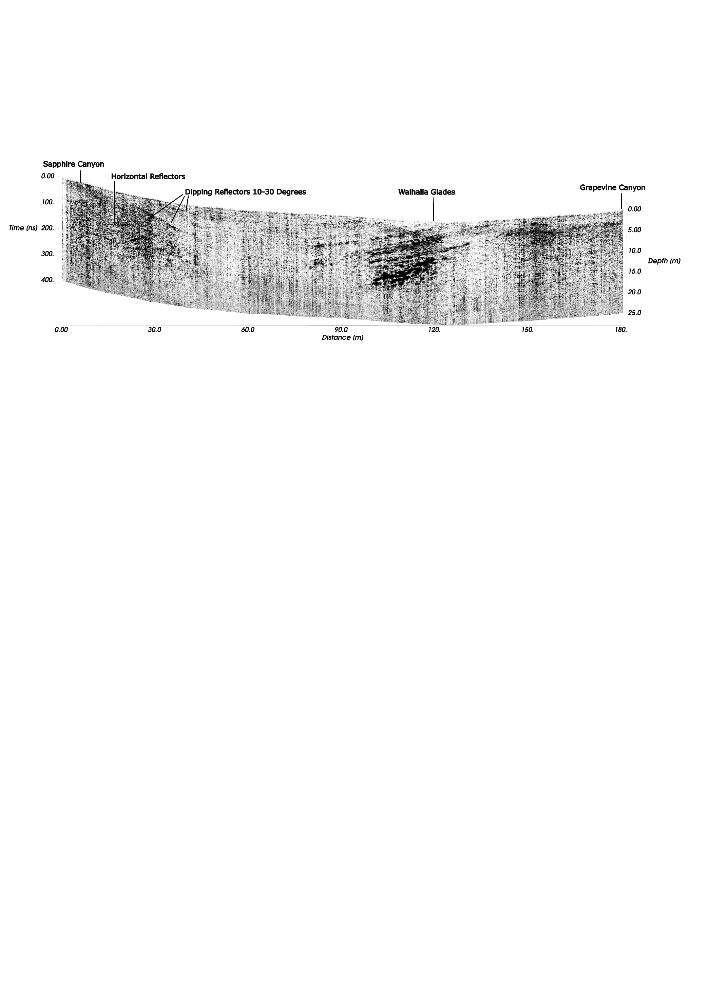 Sapphire Canyon
0.00
Horizontal Reflectors
Dipping Reflectors 10-30 Degrees
Walhalla Glades
Grapevine Canyon
100.
0.00
Time (ns) 200.
5.00
300.
10.0
Depth (m)
15.0
400.
20.0
25.0
0.00 30.0 60.0 90.0 120. 150. 180.
Distance (m)